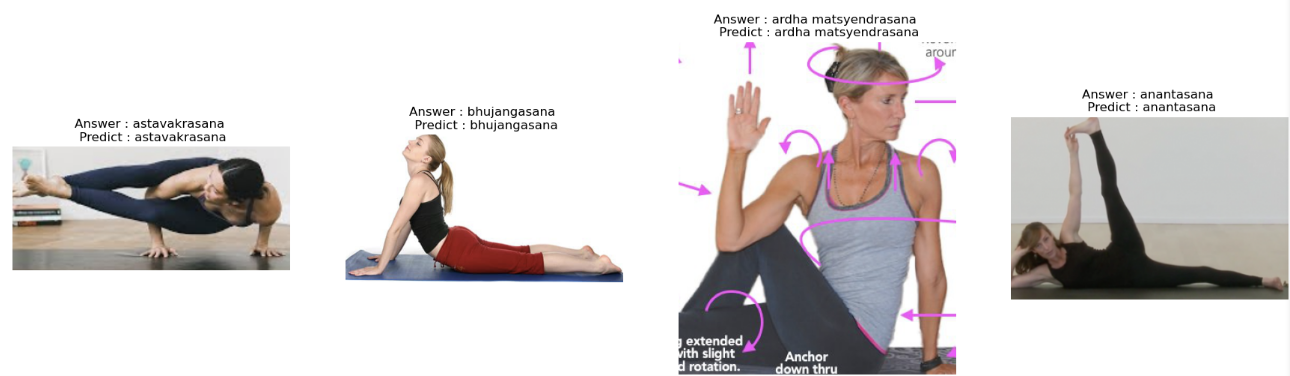 Answer : astavakrasana
Predict : astavakrasana
Answer : bhujangasana
Predict : bhujangasana
Answer : ardha matsyendrasana
Predict : ardha matsyendrasana
extended
with slight
rotation.
Anchor
down thru
Answer : anantasana
Predict : anantasana